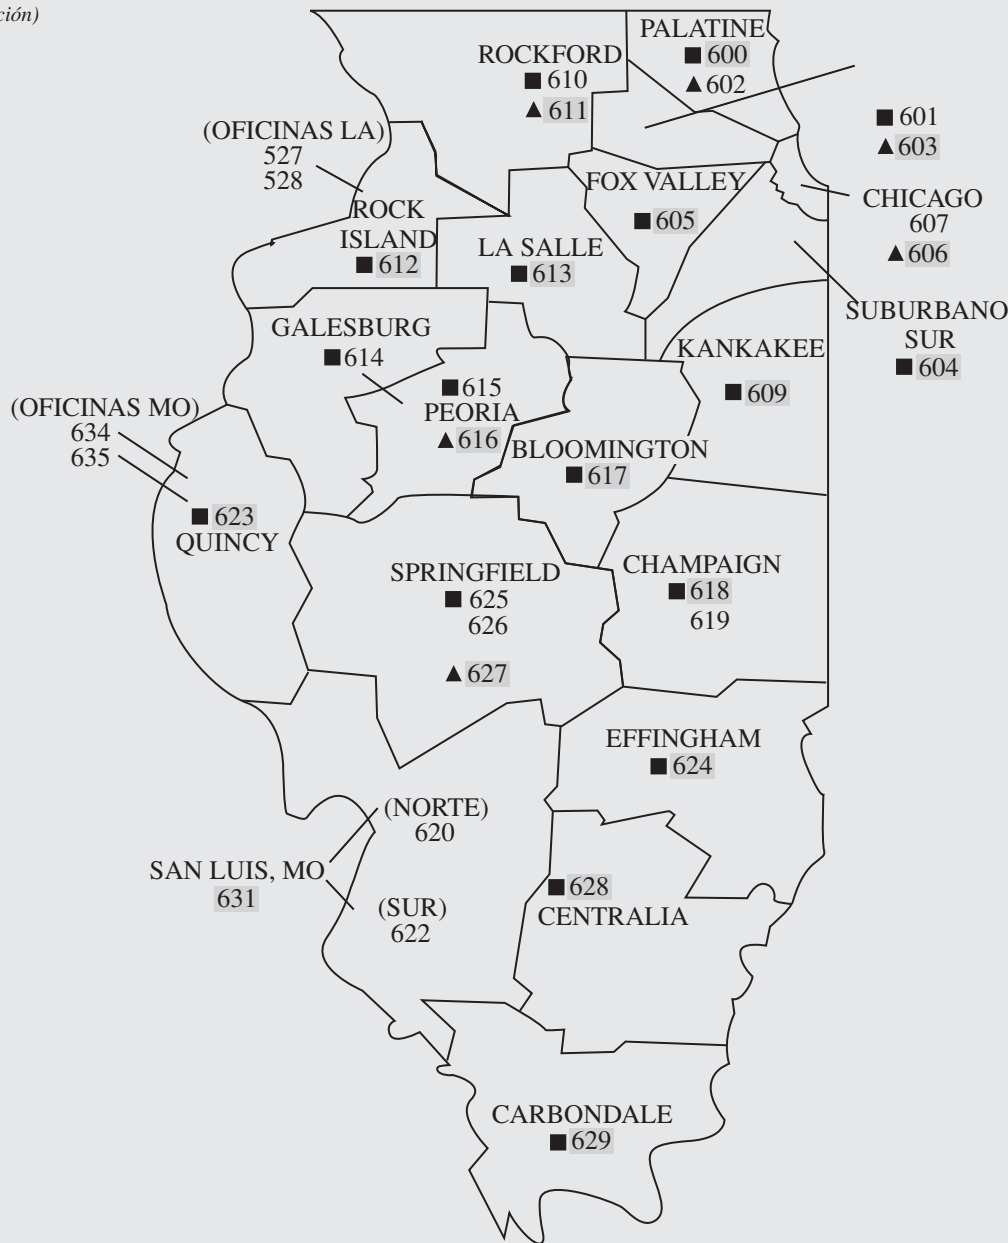 ción)
PALATINE
■ 600
▲ 602
ROCKFORD
■ 610
▲ 611
■ 601
▲ 603
(OFICINAS LA)
527
528
FOX VALLEY
■ 605
CHICAGO
607
▲ 606
ROCK
ISLAND
■ 612
LA SALLE
■ 613
SUBURBANO
SUR
■ 604
GALESBURG
■ 614
KANKAKEE
■ 609
■ 615
PEORIA
▲ 616
(OFICINAS MO)
634
635
BLOOMINGTON
■ 617
■ 623
QUINCY
SPRINGFIELD
■ 625
626
▲ 627
CHAMPAIGN
■ 618
619
EFFINGHAM
■ 624
(NORTE)
620
SAN LUIS, MO
631
(SUR)
622
■ 628
CENTRALIA
CARBONDALE
■ 629